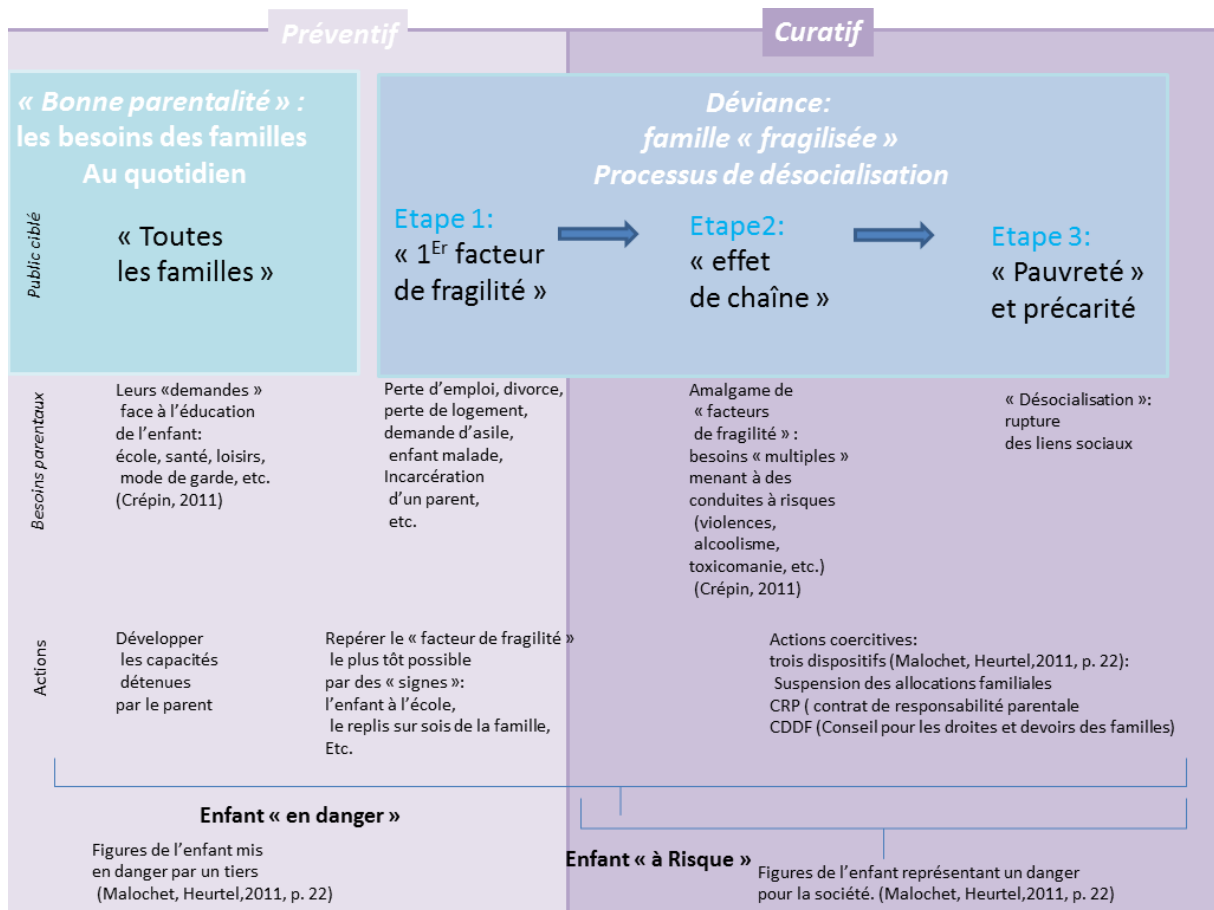 Préventif
Curatif
« Bonne parentalité » :
les besoins des familles
Au quotidien
Déviance:
famille « fragilisée »
Processus de désocialisation
Public ciblé
« Toutes
les familles »
Etape 1:
« 1Er facteur
de fragilité »
Etape2:
« effet
de chaîne »
Etape 3:
« Pauvreté »
et précarité
Besoins parentaux
Leurs «demandes »
face à l’éducation
de l’enfant:
école, santé, loisirs,
mode de garde, etc.
(Crépin, 2011)
Perte d’emploi, divorce,
perte de logement,
demande d’asile,
enfant malade,
Incarcération
d’un parent,
etc.
Amalgame de
« facteurs
de fragilité » :
besoins « multiples »
menant à des
conduites à risques
(violences,
alcoolisme,
toxicomanie, etc.)
(Crépin, 2011)
« Désocialisation »:
rupture
des liens sociaux
Actions
Développer
les capacités
détenues
par le parent
Repérer le « facteur de fragilité »
le plus tôt possible
par des « signes »:
l’enfant à l’école,
le replis sur sois de la famille,
Etc.
Actions coercitives:
trois dispositifs (Malochet, Heurtel,2011, p. 22):
Suspension des allocations familiales
CRP ( contrat de responsabilité parentale
CDDF (Conseil pour les droites et devoirs des familles)
Enfant « en danger »
Figures de l’enfant mis
en danger par un tiers
(Malochet, Heurtel,2011, p. 22)
Enfant « à Risque »
Figures de l’enfant représentant un danger
pour la société. (Malochet, Heurtel,2011, p. 22)